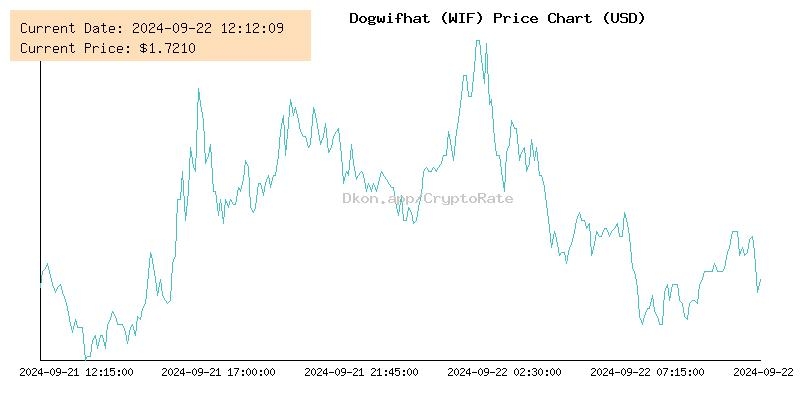 Dogwifhat (WIF) Price Chart (USD)
Current Date: 2024-09-22 12:12:09
Current Price: $1.7210
Dkon.app/CryptoRate
2024-09-21 12:15:00 2024-09-21 17:00:00 2024-09-21 21:45:00 2024-09-22 02:30:00 2024-09-22 07:15:00 2024-09-22